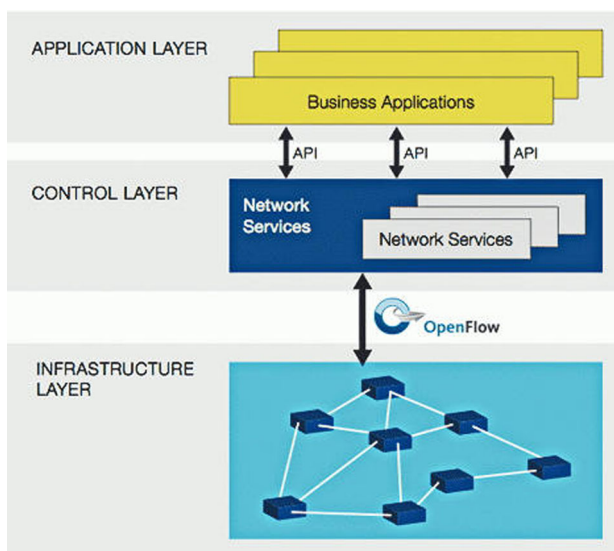 APPLICATION LAYER
Business Applications
API
API
API
CONTROL LAYER
Network
Services
Network Services
OpenFlow
INFRASTRUCTURE
LAYER